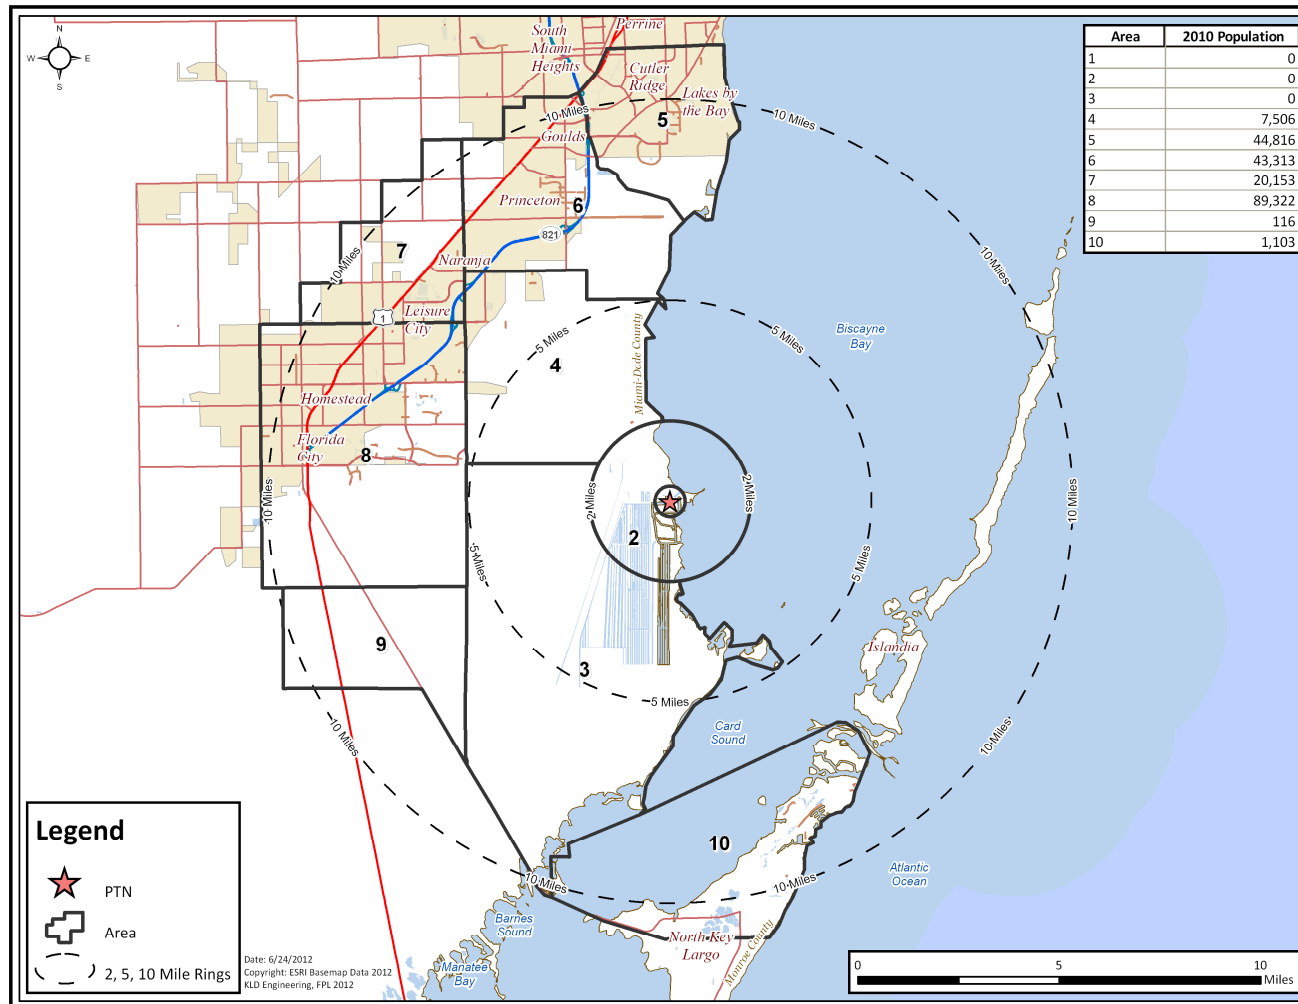 N
W E
S
South
Miami
Heights
Perrine
Cutler
Ridge
Lakes by
the Bay
5
10 Miles
10 Miles
Goulds
Princeton
6
821
7
10 Miles
Naranja
Leisure
City
1
10 Miles
Biscayne
Bay
5 Miles
5 Miles
4
Miami-Dade County
Homestead
Florida
City
8
10 Miles
2 Miles
2 Miles
10 Miles
2
5 Miles
5 Miles
9
3
5 Miles
Islandia
Card
Sound
10 Miles
10 Miles
10
10 Miles
10 Miles
Atlantic
Ocean
Barnes
Sound
North Key
Largo
Monroe County
Manatee
Bay
Area 2010 Population
1 0
2 0
3 0
4 7,506
5 44,816
6 43,313
7 20,153
8 89,322
9 116
10 1,103
Legend
PTN
Area
2, 5, 10 Mile Rings
Date: 6/24/2012
Copyright: ESRI Basemap Data 2012
KLD Engineering, FPL 2012
0 5 10
Miles